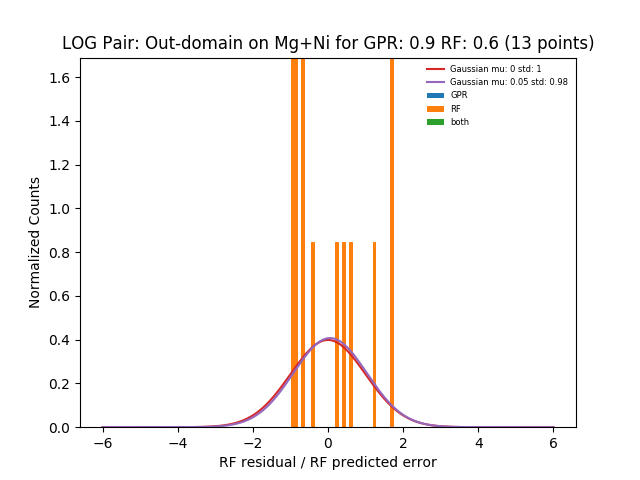 LOG Pair: Out-domain on Mg+Ni for GPR: 0.9 RF: 0.6 (13 points)
Gaussian mu: 0 std: 1
Gaussian mu: 0.05 std: 0.98
GPR
RF
both
Normalized Counts
1.6
1.4
1.2
1.0
0.8
0.6
0.4
0.2
0.0
−6
−4
−2
0
2
4
6
RF residual / RF predicted error